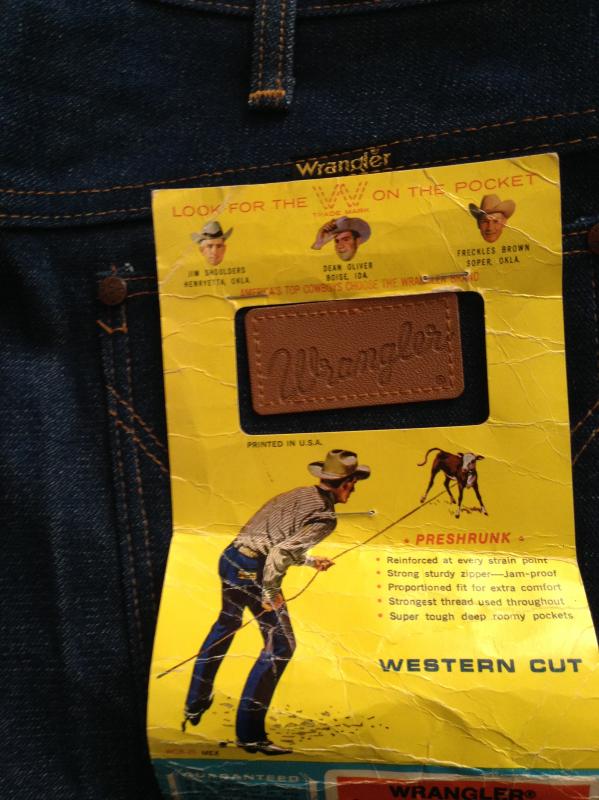 Wrangler
LOOK FOR THE W ON THE POCKET
TRADE MARK
JIM SHOULDERS
HENRYETTA, OKLA.
DEAN OLIVER
BOISE, IDA.
FRECKLES BROWN
SOPER, OKLA.
AMERICA'S TOP COWBOYS CHOOSE THE WRANGLER BRAND
Wrangler®
PRINTED IN U.S.A.
• PRESHRUNK •
• Reinforced at every strain point
• Strong sturdy zipper—Jam-proof
• Proportioned fit for extra comfort
• Strongest thread used throughout
• Super tough deep roomy pockets
WESTERN CUT
MEX
GUARANTEED
WRANGLER®